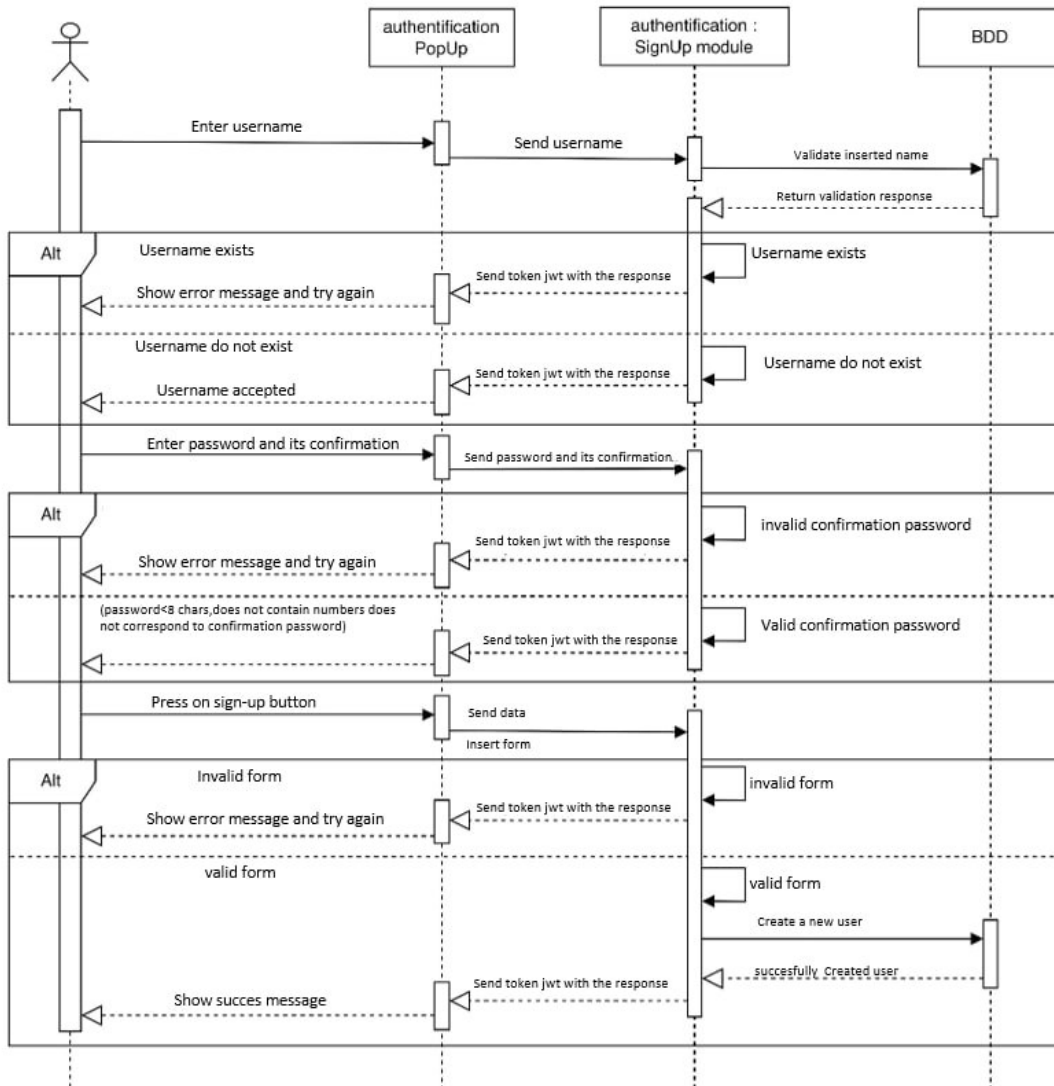 authentification
PopUp
authentification :
SignUp module
BDD
Enter username
Send username
Validate inserted name
Return validation response
Alt
Username exists
Username exists
Send token jwt with the response
Show error message and try again
Username do not exist
Username do not exist
Send token jwt with the response
Username accepted
Enter password and its confirmation
Send password and its confirmation..
Alt
invalid confirmation password
Send token jwt with the response
Show error message and try again
(password<8 chars,does not contain numbers does
not correspond to confirmation password)
Valid confirmation password
Send token jwt with the response
Press on sign-up button
Send data
Insert form
Alt
Invalid form
invalid form
Send token jwt with the response
Show error message and try again
valid form
valid form
Create a new user
succesfully Created user
Send token jwt with the response
Show succes message